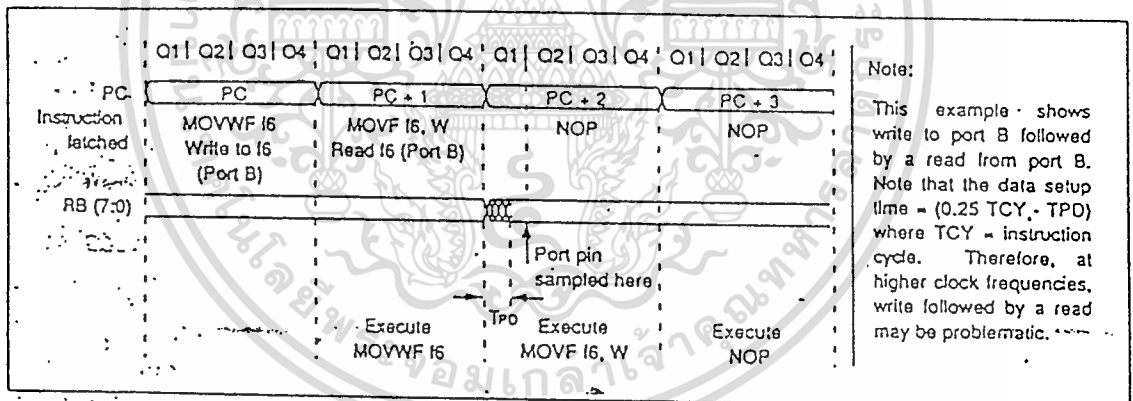 Q1 | Q2 | Q3 | Q4 Q1 | Q2 | Q3 | Q4 Q1 | Q2 | Q3 | Q4 Q1 | Q2 | Q3 | Q4
PC PC PC + 1 PC + 2 PC + 3
Instruction
fetched
MOVWF f6
Write to f6
(Port B)
MOVF f6, W
Read f6 (Port B)
NOP
NOP
RB (7:0)
Port pin
sampled here
TPD
Execute
MOVWF f6
Execute
MOVF f6, W
Execute
NOP
Note:
This example shows
write to port B followed
by a read from port B.
Note that the data setup
time = (0.25 TCY - TPD)
where TCY = instruction
cycle. Therefore, at
higher clock frequencies,
write followed by a read
may be problematic.